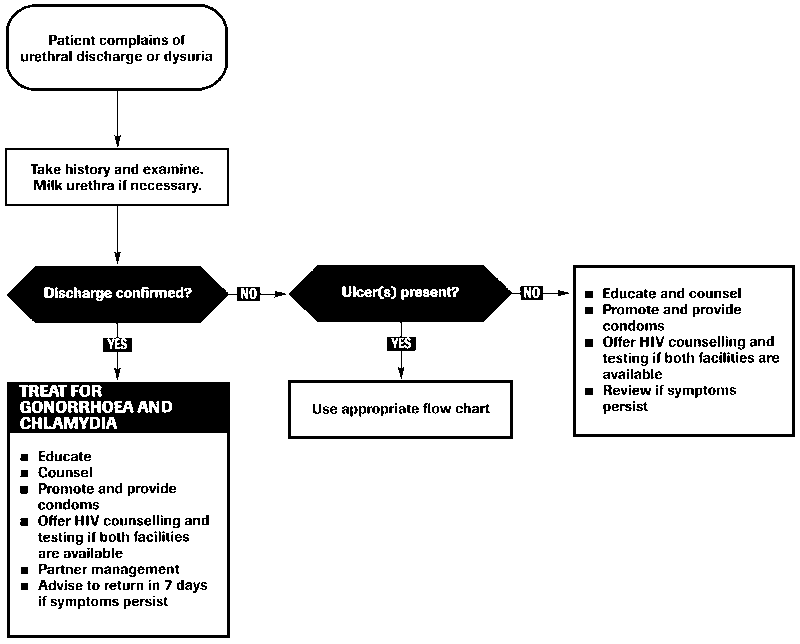 Patient complains of
urethral discharge or dysuria
Take history and examine.
Milk urethra if necessary.
Discharge confirmed?
NO
Ulcer(s) present?
NO
■ Educate and counsel
■ Promote and provide
condoms
■ Offer HIV counselling and
testing if both facilities are
available
■ Review if symptoms
persist
YES
YES
Use appropriate flow chart
TREAT FOR
GONORRHOEA AND
CHLAMYDIA
■ Educate
■ Counsel
■ Promote and provide
condoms
■ Offer HIV counselling and
testing if both facilities
are available
■ Partner management
■ Advise to return in 7 days
if symptoms persist